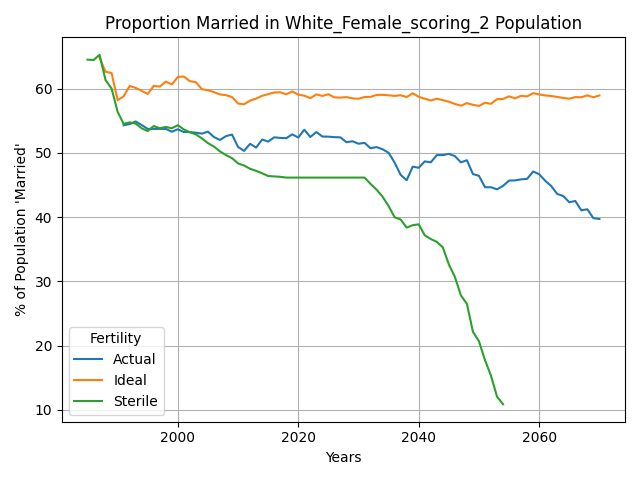 Proportion Married in White_Female_scoring_2 Population
% of Population 'Married'
60
50
40
30
20
10
Fertility
Actual
Ideal
Sterile
2000 2020 2040 2060
Years